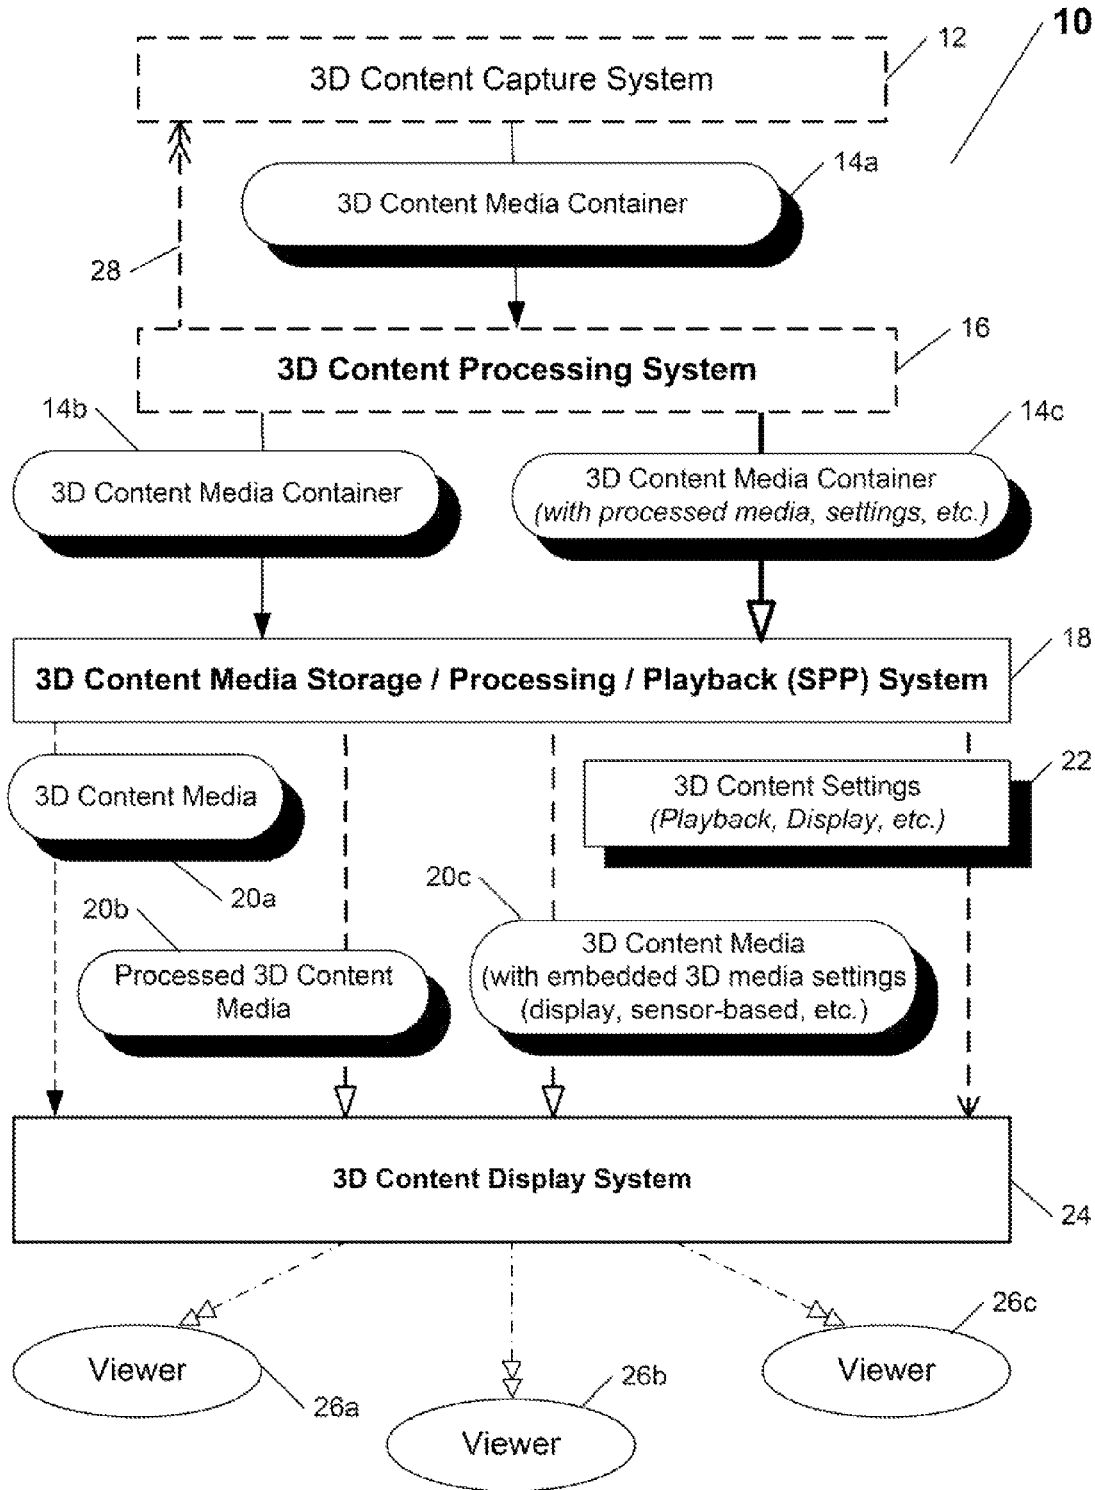 10
12
3D Content Capture System
14a
3D Content Media Container
28
16
3D Content Processing System
14b
14c
3D Content Media Container
3D Content Media Container
(with processed media, settings, etc.)
18
3D Content Media Storage / Processing / Playback (SPP) System
22
3D Content Media
3D Content Settings
(Playback, Display, etc.)
20a
20c
20b
Processed 3D Content
Media
3D Content Media
(with embedded 3D media settings
(display, sensor-based, etc.)
3D Content Display System
24
26c
Viewer
Viewer
26a
26b
Viewer